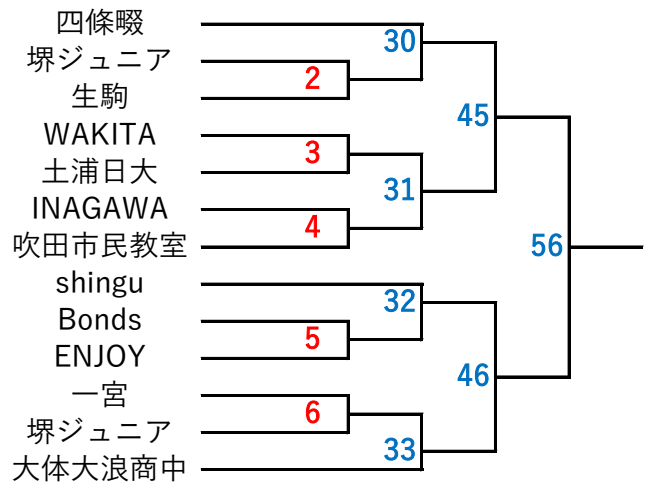 四條畷
30
堺ジュニア
2
生駒
45
WAKITA
3
土浦日大
31
INAGAWA
4
吹田市民教室
56
shingu
32
Bonds
5
ENJOY
46
一宮
6
堺ジュニア
33
大体大浪商中